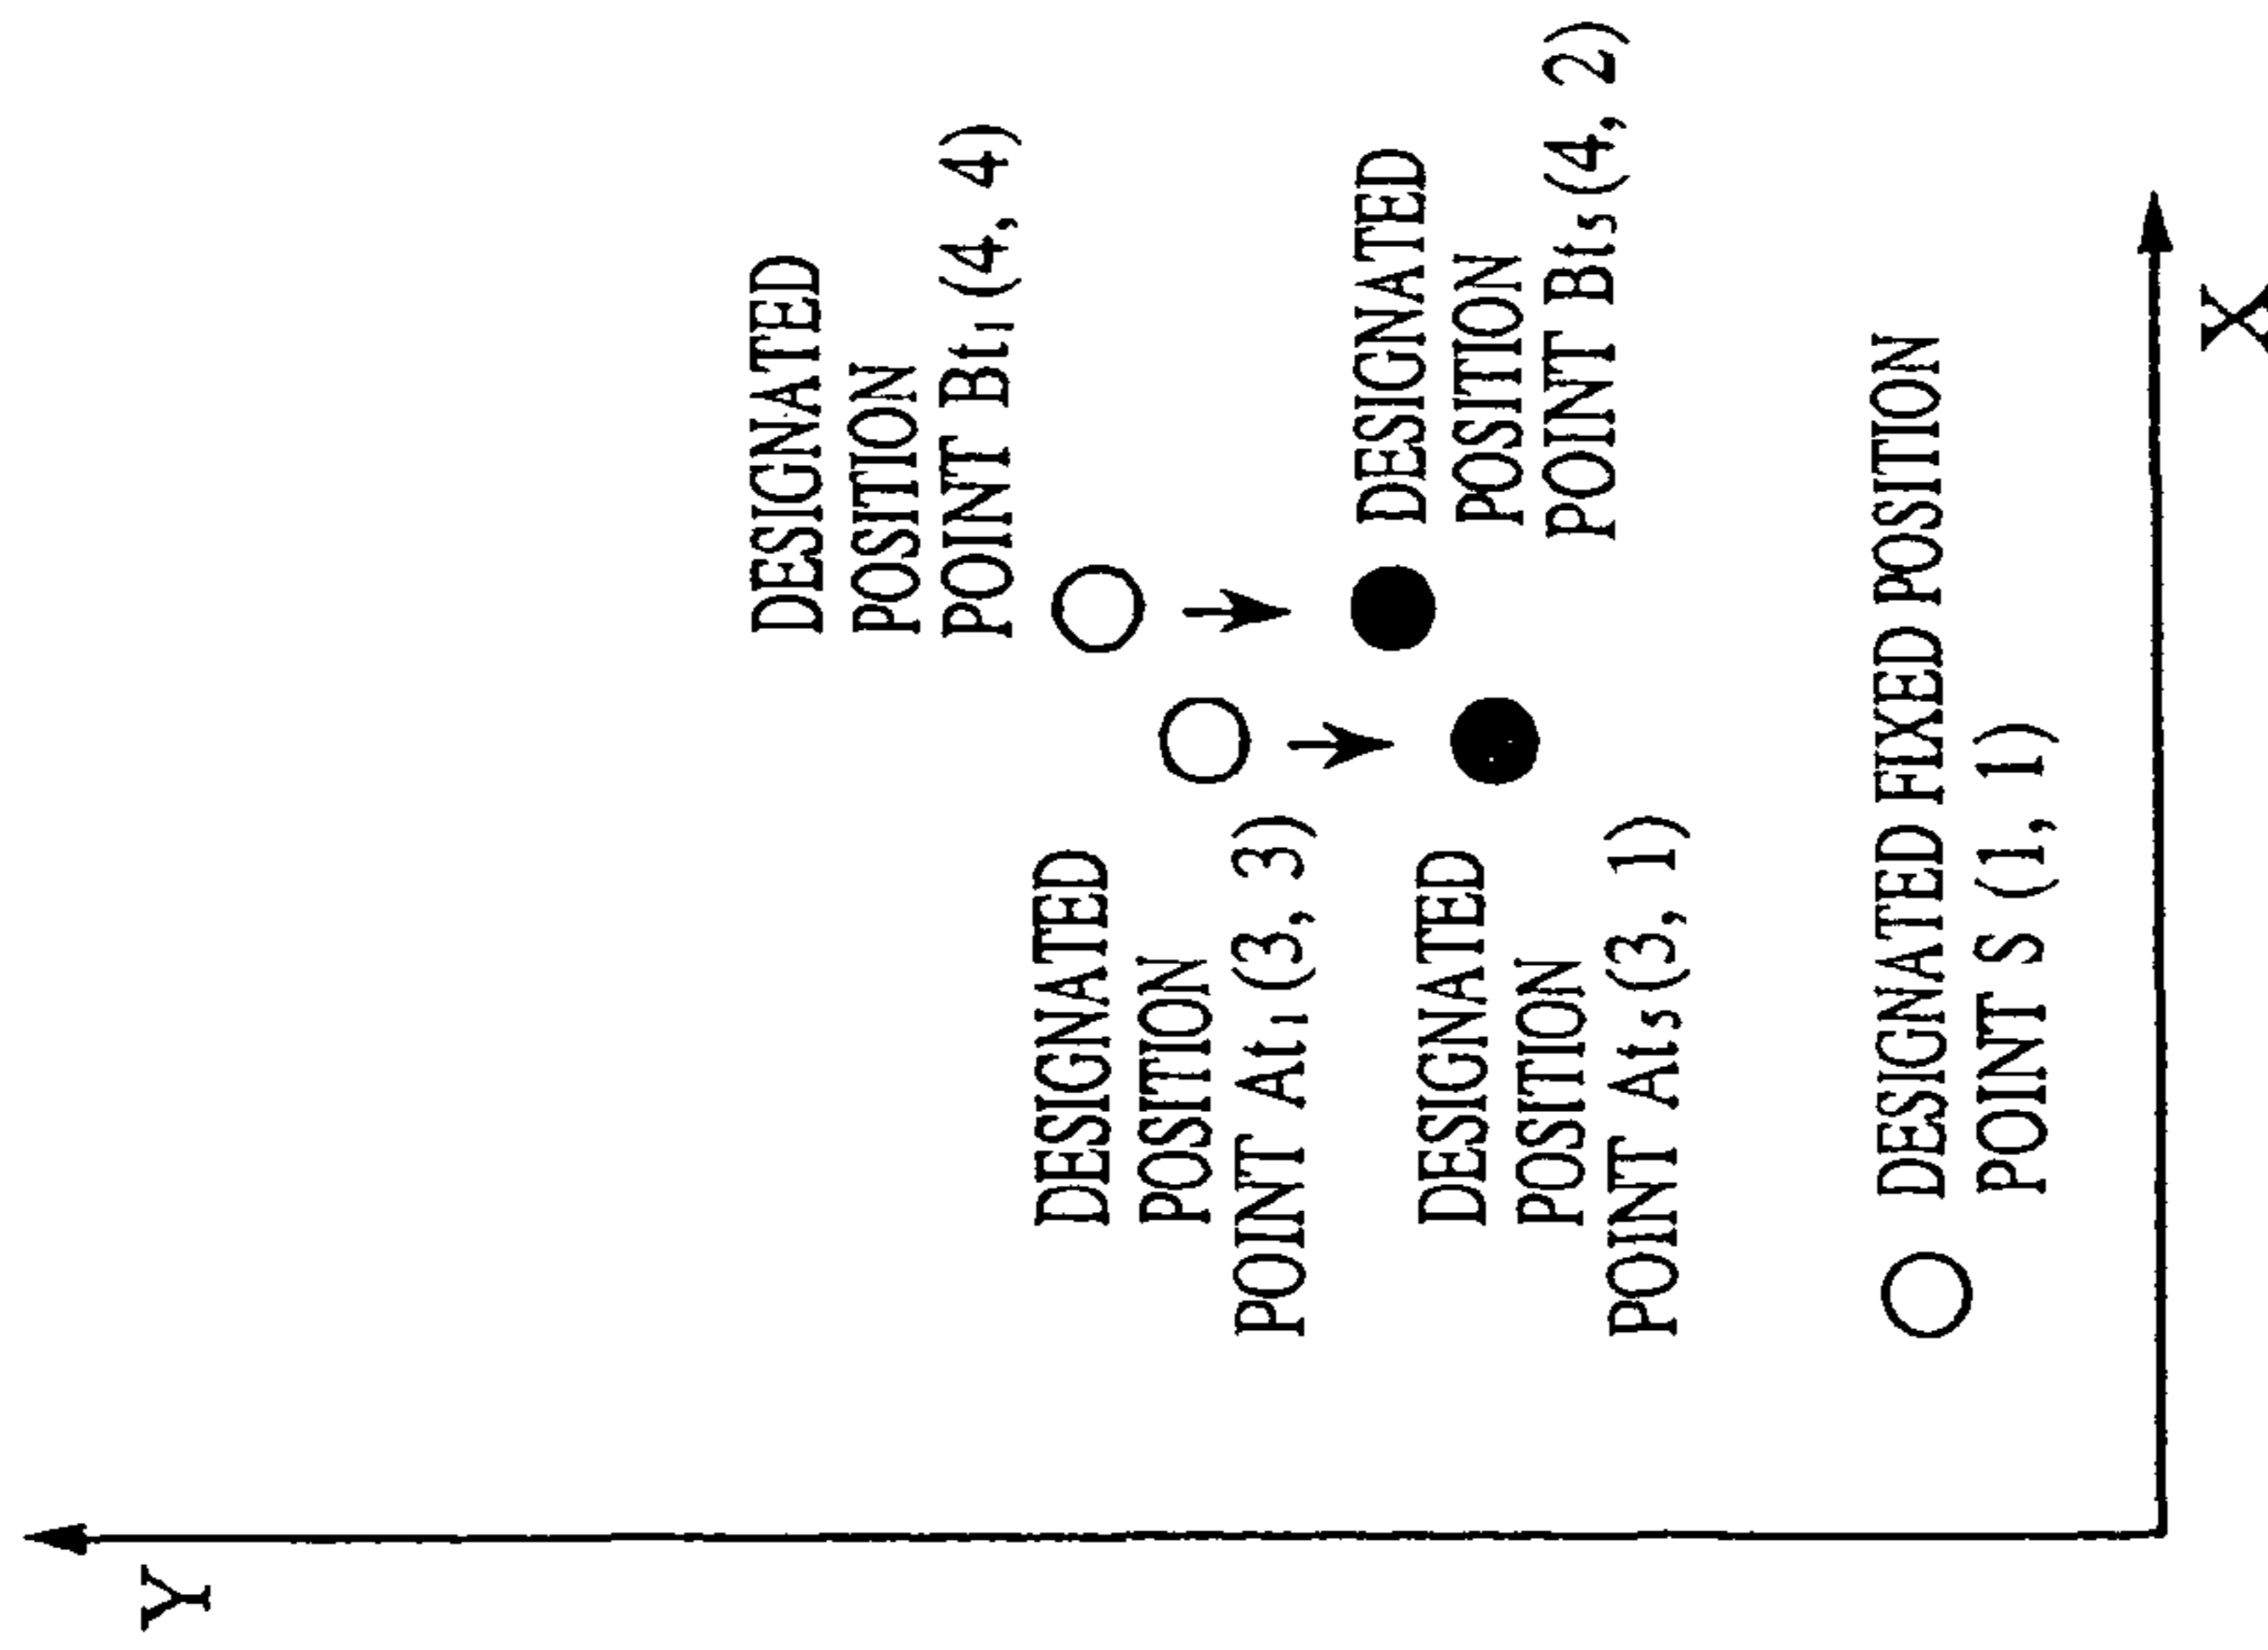 Y
DESIGNATED
POSITION
POINT Bt₁ (4, 4)
DESIGNATED
POSITION
POINT At₁ (3, 3)
DESIGNATED
POSITION
POINT Bt₅ (4, 2)
DESIGNATED
POSITION
POINT At₅ (3, 1)
DESIGNATED FIXED POSITION
POINT S (1, 1)
X